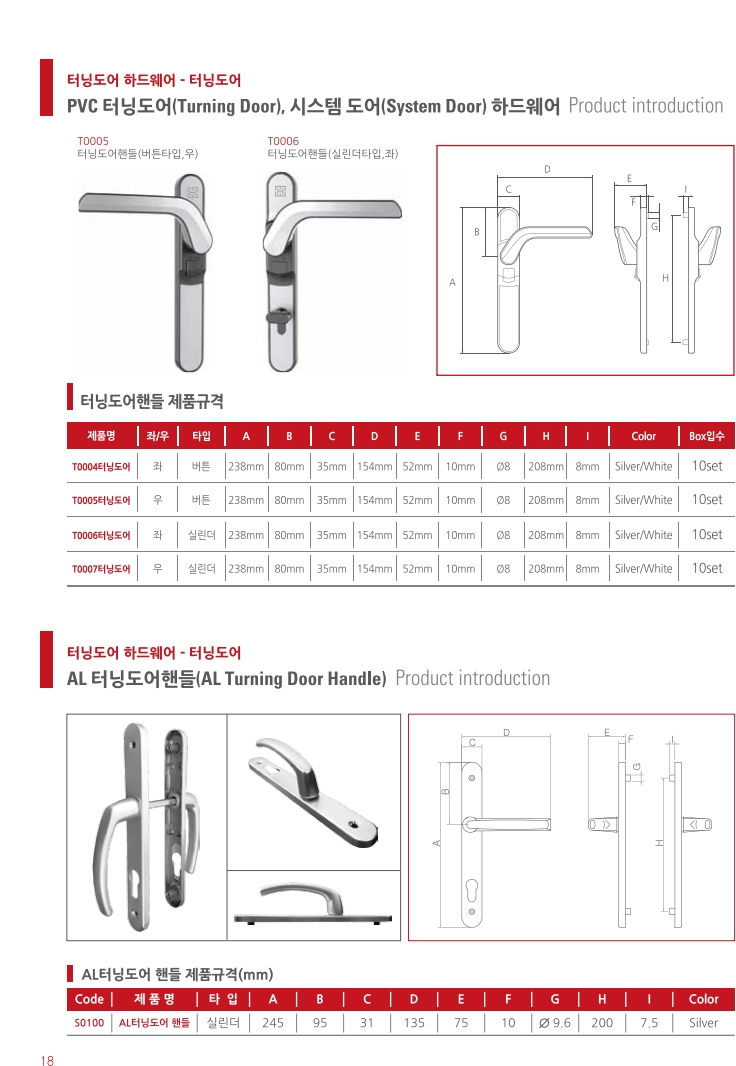 터닝도어 하드웨어 - 터닝도어
PVC 터닝도어(Turning Door), 시스템 도어(System Door) 하드웨어 Product introduction
T0005
터닝도어핸들(버튼타입,우)
T0006
터닝도어핸들(실린더타입,좌)
D
C
B
A
E
F
G
I
H
터닝도어핸들 제품규격
제품명 좌/우 타입 A B C D E F G H I Color Box입수
T0004터닝도어 좌 버튼 238mm 80mm 35mm 154mm 52mm 10mm Ø8 208mm 8mm Silver/White 10set
T0005터닝도어 우 버튼 238mm 80mm 35mm 154mm 52mm 10mm Ø8 208mm 8mm Silver/White 10set
T0006터닝도어 좌 실린더 238mm 80mm 35mm 154mm 52mm 10mm Ø8 208mm 8mm Silver/White 10set
T0007터닝도어 우 실린더 238mm 80mm 35mm 154mm 52mm 10mm Ø8 208mm 8mm Silver/White 10set
터닝도어 하드웨어 - 터닝도어
AL 터닝도어핸들(AL Turning Door Handle) Product introduction
D
C
B
A
E
F
G
I
H
AL터닝도어 핸들 제품규격(mm)
Code 제 품 명 타 입 A B C D E F G H I Color
S0100 AL터닝도어 핸들 실린더 245 95 31 135 75 10 Ø 9.6 200 7.5 Silver
18